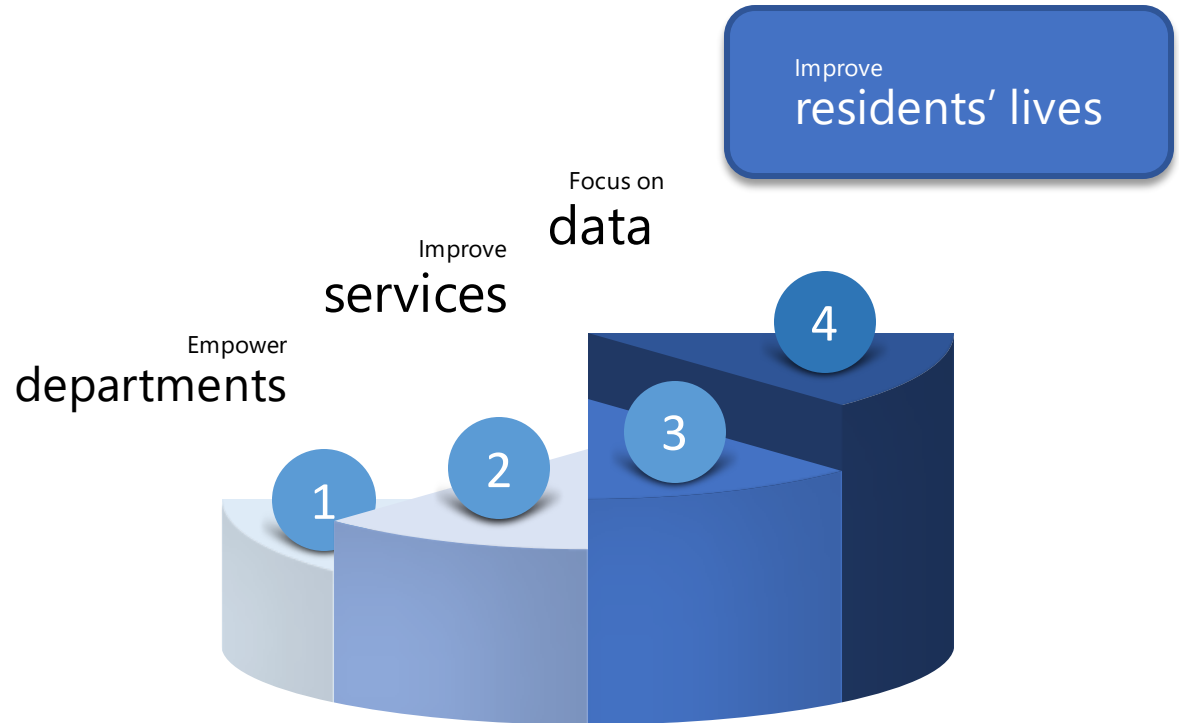 Improve
residents’ lives
Focus on
data
Improve
services
Empower
departments
4
3
2
1